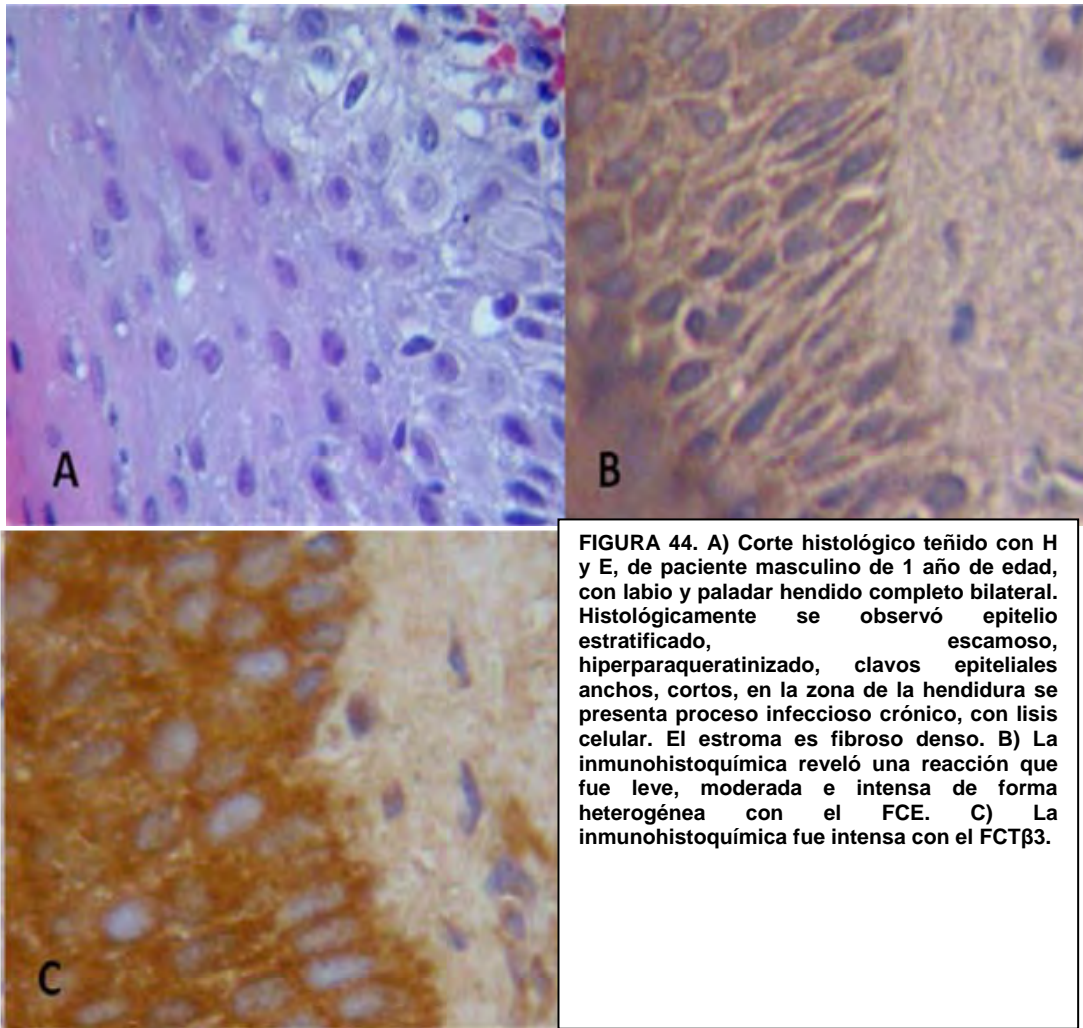 A
B
C
FIGURA 44. A) Corte histológico teñido con H
y E, de paciente masculino de 1 año de edad,
con labio y paladar hendido completo bilateral.
Histológicamente se observó epitelio
estratificado, escamoso,
hiperparaqueratinizado, clavos epiteliales
anchos, cortos, en la zona de la hendidura se
presenta proceso infeccioso crónico, con lisis
celular. El estroma es fibroso denso. B) La
inmunohistoquímica reveló una reacción que
fue leve, moderada e intensa de forma
heterogénea con el FCE. C) La
inmunohistoquímica fue intensa con el FCTβ3.